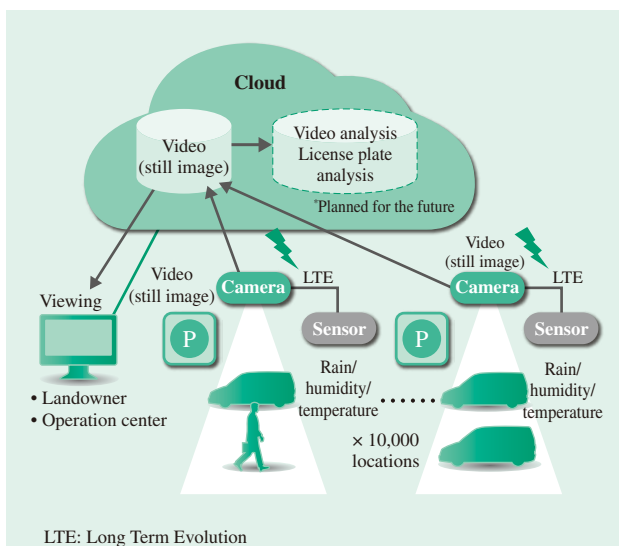 Cloud
Video
(still image)
Video analysis
License plate
analysis
*Planned for the future
Viewing
• Landowner
• Operation center
Video
(still image)
Camera
LTE
Sensor
P
Rain/
humidity/
temperature
Video
(still image)
Camera
LTE
Sensor
P
Rain/
humidity/
temperature
× 10,000
locations
LTE: Long Term Evolution